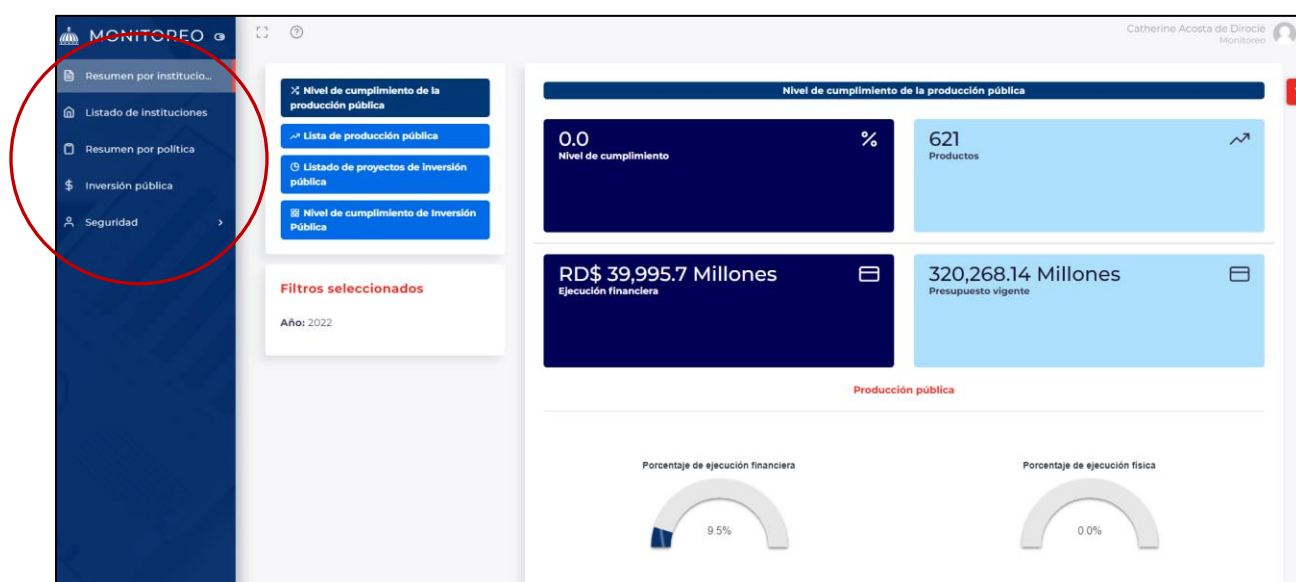 MONITOREO
Catherine Acosta de Dirocié
Monitoreo
Resumen por institucio...
Listado de instituciones
Resumen por política
Inversión pública
Seguridad
Nivel de cumplimiento de la
producción pública
Lista de producción pública
Listado de proyectos de inversión
pública
Nivel de cumplimiento de Inversión
Pública
Filtros seleccionados
Año: 2022
Nivel de cumplimiento de la producción pública
0.0 %
Nivel de cumplimiento
621
Productos
RD$ 39,995.7 Millones
Ejecución financiera
320,268.14 Millones
Presupuesto vigente
Producción pública
Porcentaje de ejecución financiera
9.5%
Porcentaje de ejecución física
0.0%